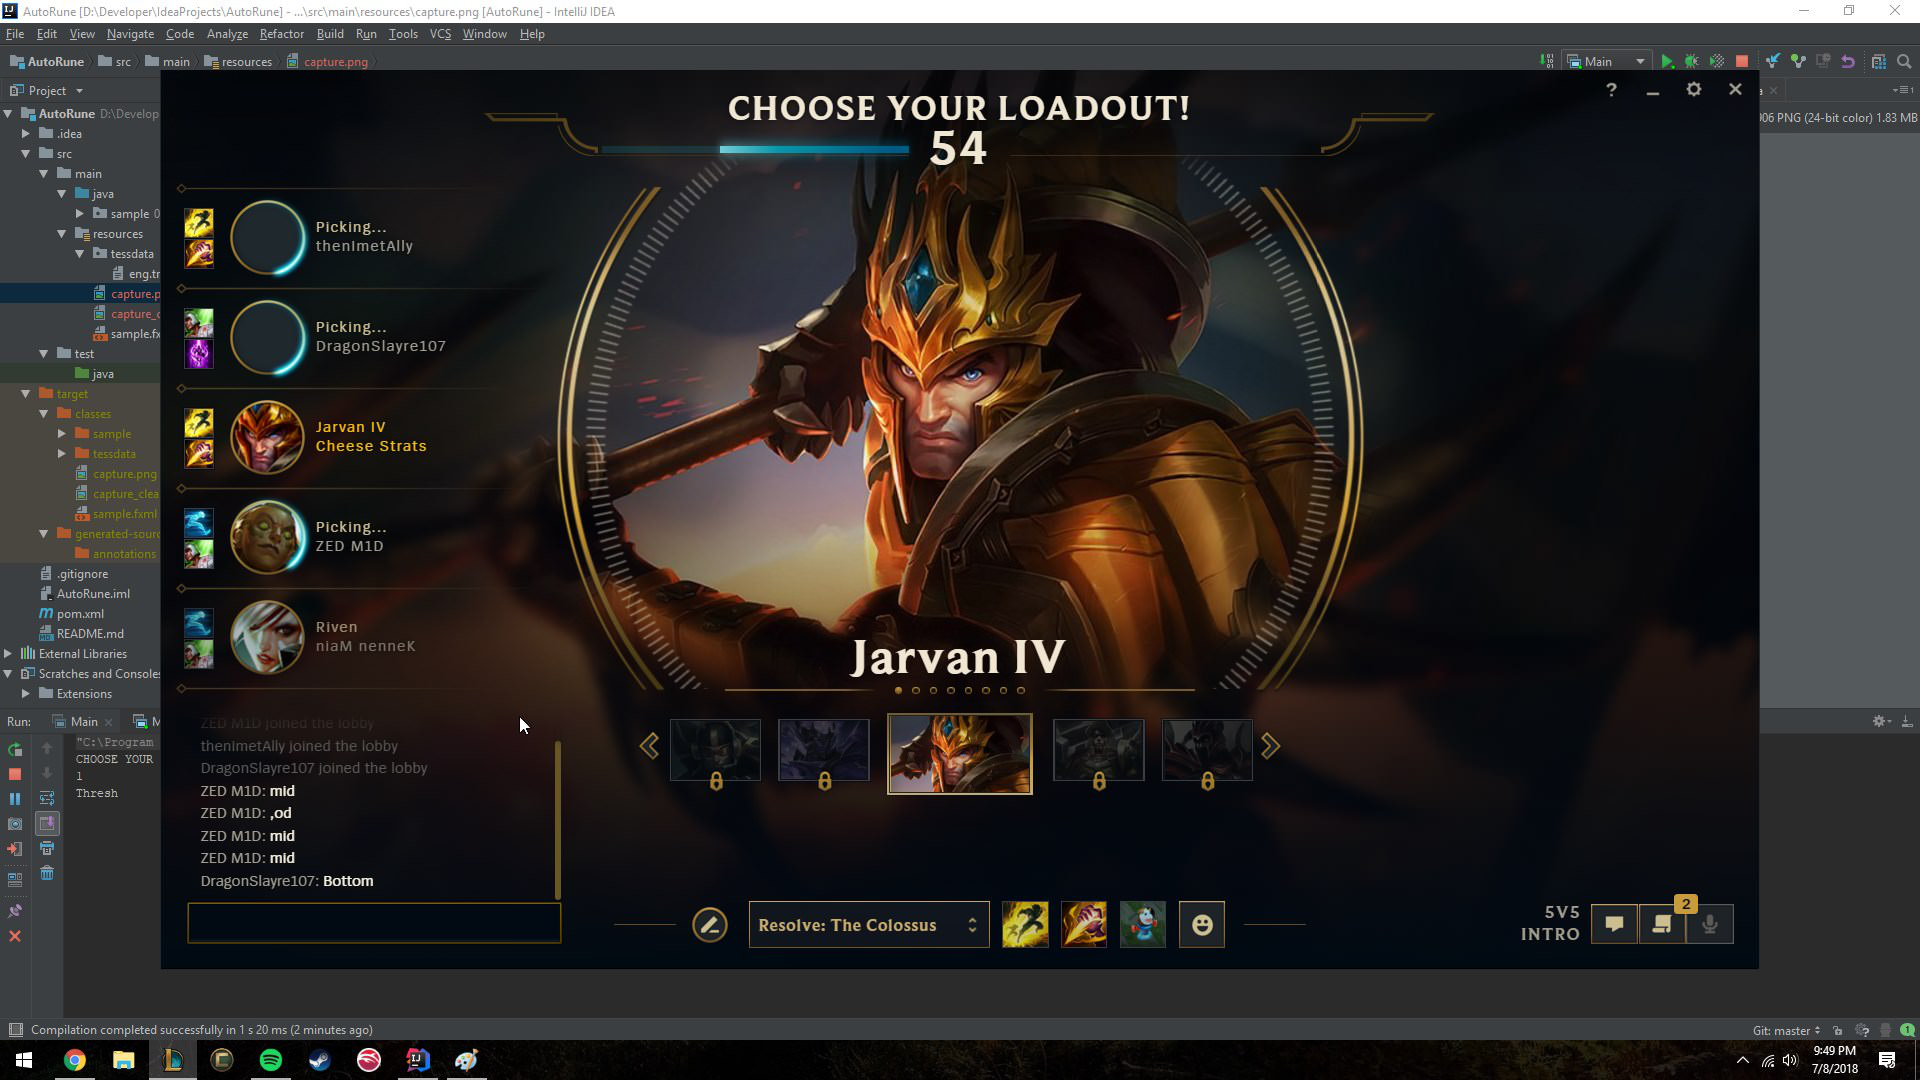 AutoRune [D:\Developer\IdeaProjects\AutoRune] - ...\src\main\resources\capture.png [AutoRune] - IntelliJ IDEA
File Edit View Navigate Code Analyze Refactor Build Run Tools VCS Window Help
AutoRune src main resources capture.png
Main
Project
906 PNG (24-bit color) 1.83 MB
AutoRune D:\Develop
.idea
src
main
java
sample
resources
tessdata
eng.tr
capture.p
capture_c
sample.fx
test
java
target
classes
sample
tessdata
capture.png
capture_clea
sample.fxml
generated-sourc
annotations
.gitignore
AutoRune.iml
pom.xml
README.md
External Libraries
Scratches and Consoles
Extensions
Run: Main M
"C:\Program
CHOOSE YOUR
1
Thresh
CHOOSE YOUR LOADOUT!
54
Picking...
thenImetAlly
Picking...
DragonSlayre107
Jarvan IV
Cheese Strats
Picking...
ZED M1D
Riven
niaM nenneK
Jarvan IV
ZED M1D joined the lobby
thenImetAlly joined the lobby
DragonSlayre107 joined the lobby
ZED M1D: mid
ZED M1D: ,od
ZED M1D: mid
ZED M1D: mid
DragonSlayre107: Bottom
Resolve: The Colossus
5V5
INTRO
2
Compilation completed successfully in 1 s 20 ms (2 minutes ago)
Git: master
1
9:49 PM
7/8/2018